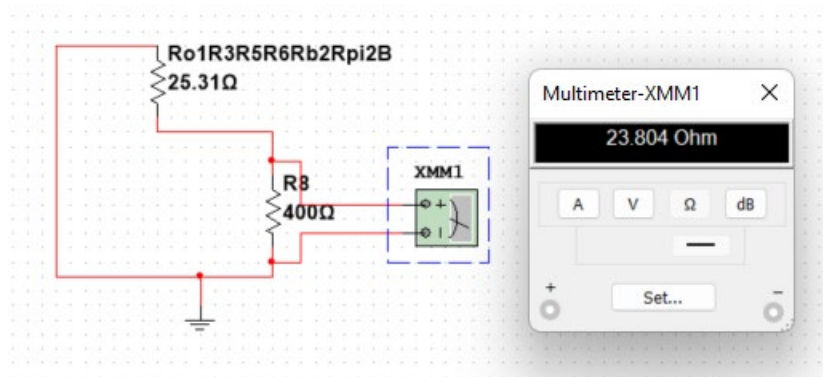 Ro1R3R5R6Rb2Rpi2B
25.31Ω
R8
400Ω
XMM1
+
Multimeter-XMM1
23.804 Ohm
A V Ω dB
+ Set... −